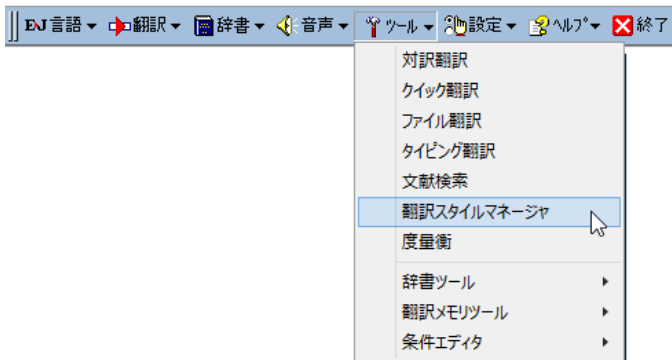 EAJ言語 翻訳 辞書 音声 ツール 設定 ヘルプ 終了
対訳翻訳
クイック翻訳
ファイル翻訳
タイピング翻訳
文献検索
翻訳スタイルマネージャ
度量衡
辞書ツール
翻訳メモリツール
条件エディタ